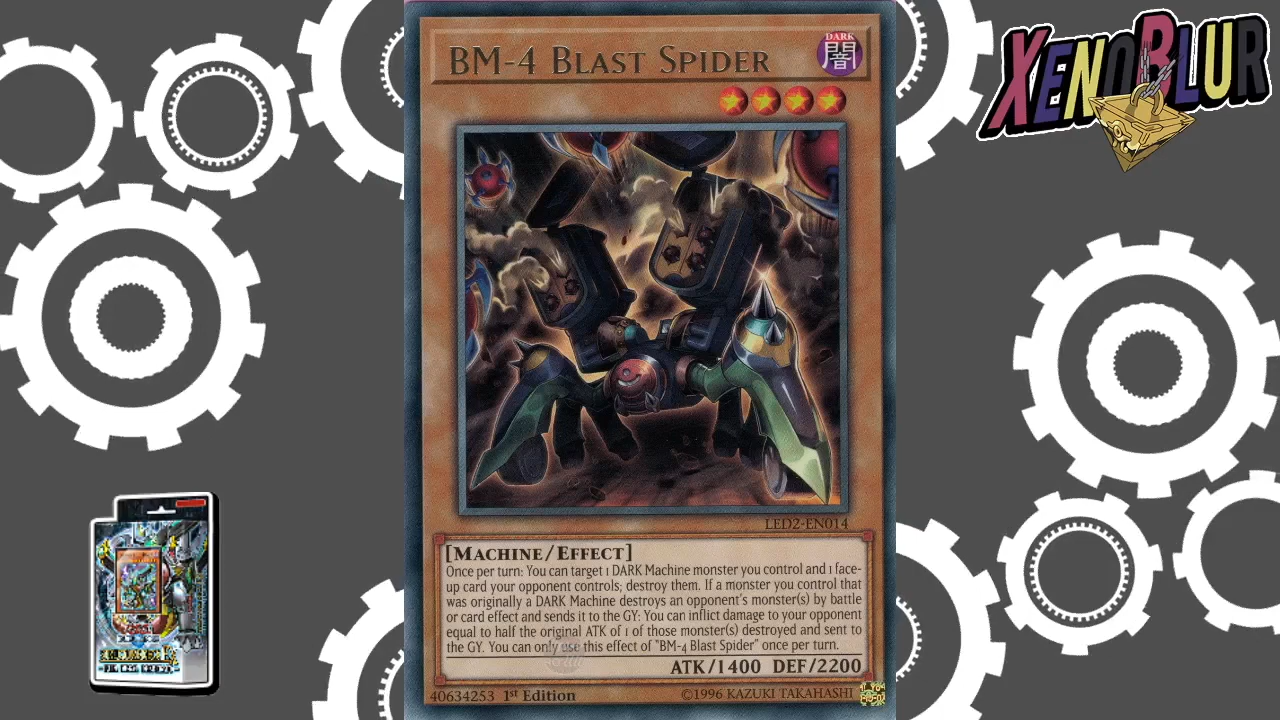 XENOBLUR
BM-4 BLAST SPIDER
DARK
闇
LED2-EN014
[MACHINE/EFFECT]
Once per turn: You can target 1 DARK Machine monster you control and 1 face-
up card your opponent controls; destroy them. If a monster you control that
was originally a DARK Machine destroys an opponent's monster(s) by battle
or card effect and sends it to the GY: You can inflict damage to your opponent
equal to half the original ATK of 1 of those monster(s) destroyed and sent to
the GY. You can only use this effect of "BM-4 Blast Spider" once per turn.
ATK/1400 DEF/2200
40634253 1st Edition
©1996 KAZUKI TAKAHASHI